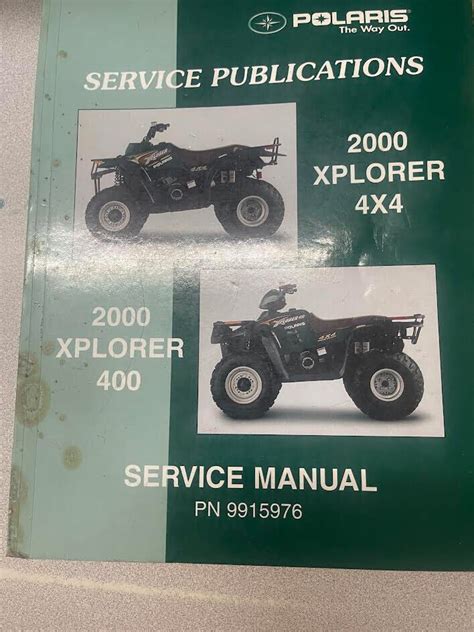 POLARIS
The Way Out.
SERVICE PUBLICATIONS
2000
XPLORER
4X4
2000
XPLORER
400
SERVICE MANUAL
PN 9915976